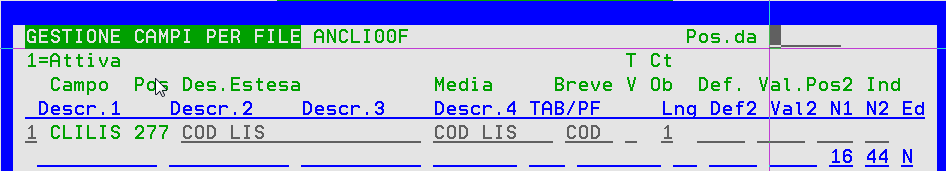 GESTIONE CAMPI PER FILE ANCLI00F Pos.da
1=Attiva T Ct
Campo Pos Des.Estesa Media Breve V Ob Def. Val.Pos2 Ind
Descr.1 Descr.2 Descr.3 Descr.4 TAB/PF Lng Def2 Val2 N1 N2 Ed
1 CLILIS 277 COD LIS COD LIS COD 1
16 44 N